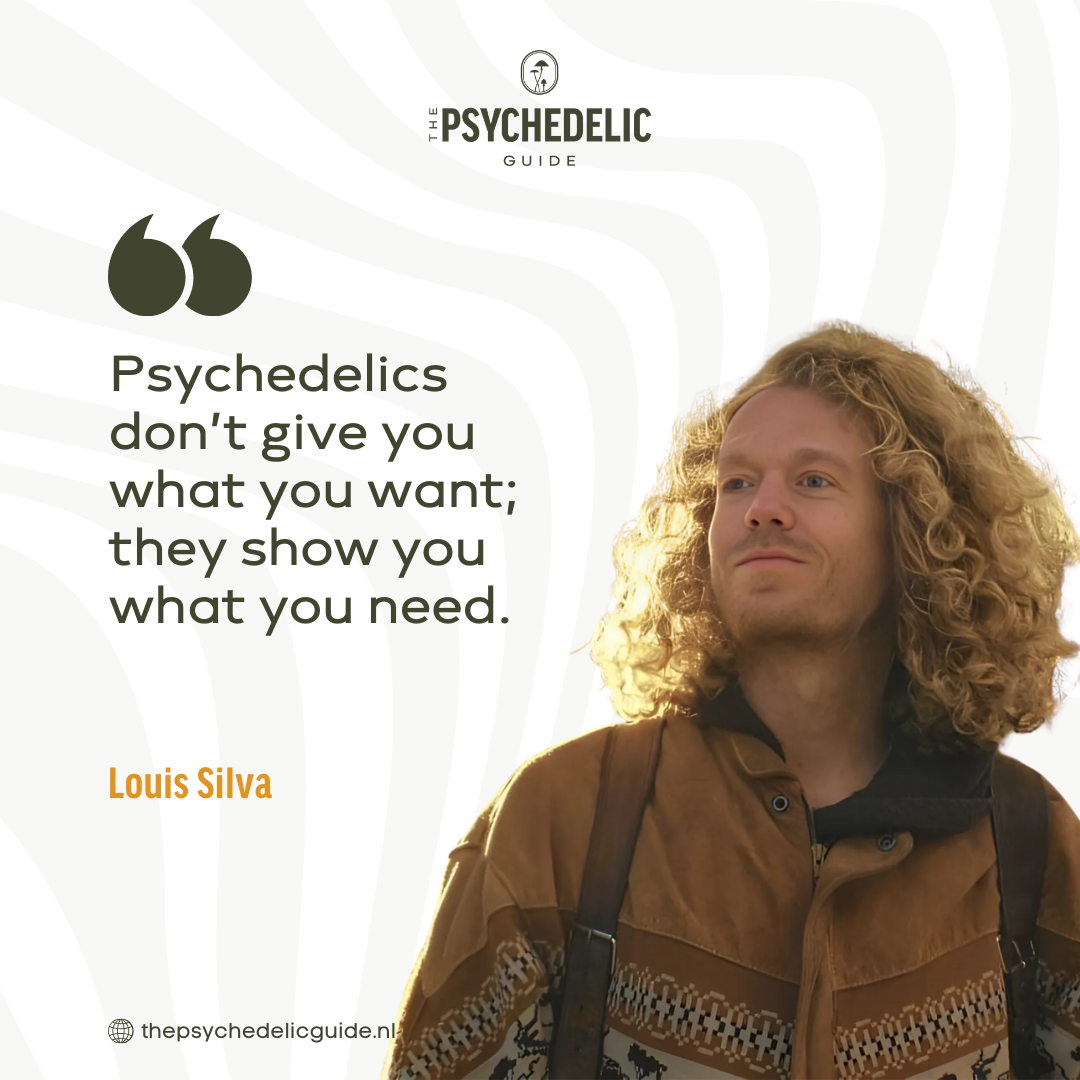 THE PSYCHEDELIC
GUIDE
Psychedelics
don't give you
what you want;
they show you
what you need.
Louis Silva
thepsychedelicguide.nl